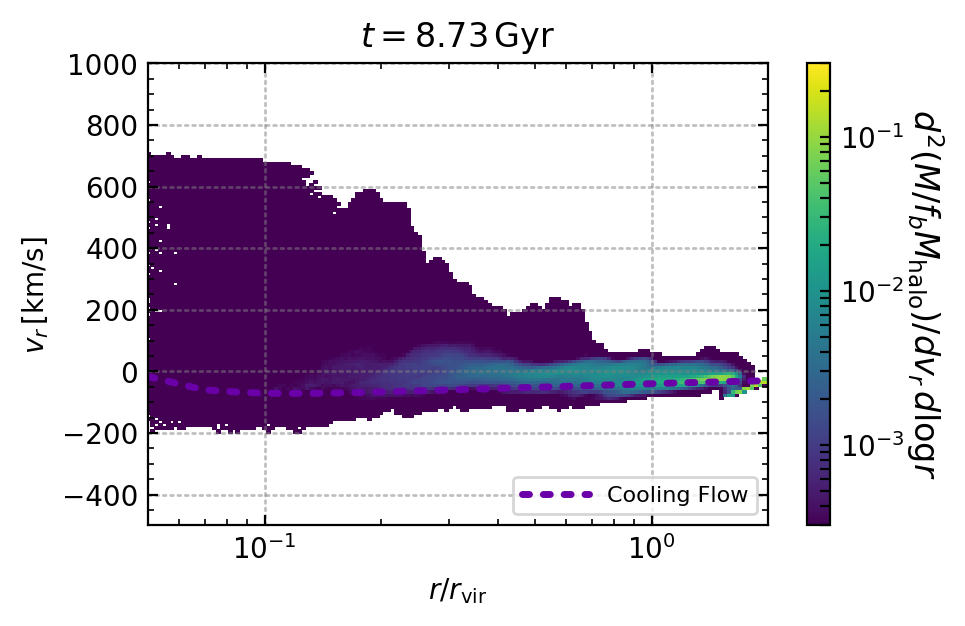 t = 8.73 Gyr
1000
800
600
400
200
0
−200
−400
v_r [km/s]
10^{-1}
10^0
r/r_vir
Cooling Flow
10^{-1}
10^{-2}
10^{-3}
d^2(M/f_b M_halo)/dv_r dlogr